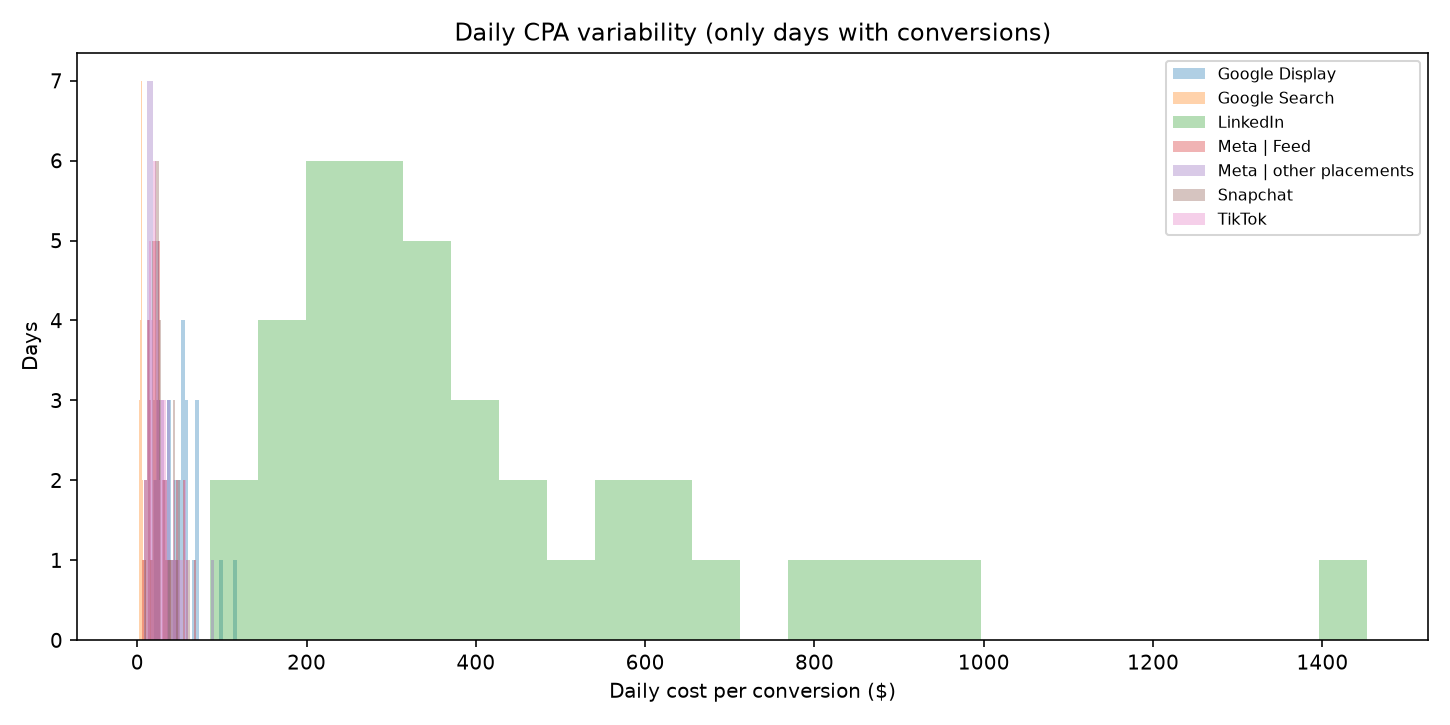 Daily CPA variability (only days with conversions)
Google Display
Google Search
LinkedIn
Meta | Feed
Meta | other placements
Snapchat
TikTok
7
6
5
4
3
2
1
0
Days
0 200 400 600 800 1000 1200 1400
Daily cost per conversion ($)